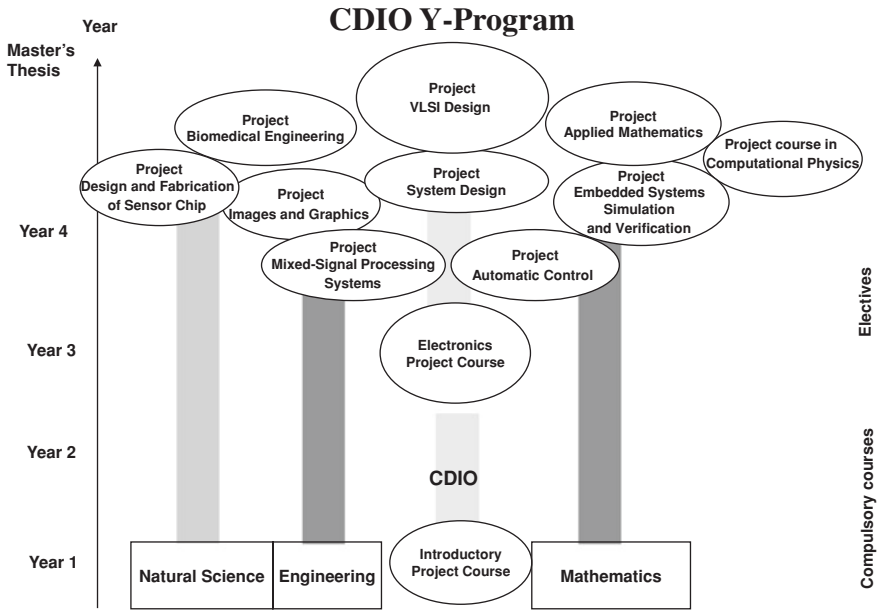 CDIO Y-Program
Year
Master's
Thesis
Project
VLSI Design
Project
Biomedical Engineering
Project
Applied Mathematics
Project course in
Computational Physics
Project
Design and Fabrication
of Sensor Chip
Project
Images and Graphics
Project
System Design
Project
Embedded Systems
Simulation
and Verification
Year 4
Project
Mixed-Signal Processing
Systems
Project
Automatic Control
Electives
Year 3
Electronics
Project Course
Year 2
CDIO
Compulsory courses
Year 1
Natural Science
Engineering
Introductory
Project Course
Mathematics